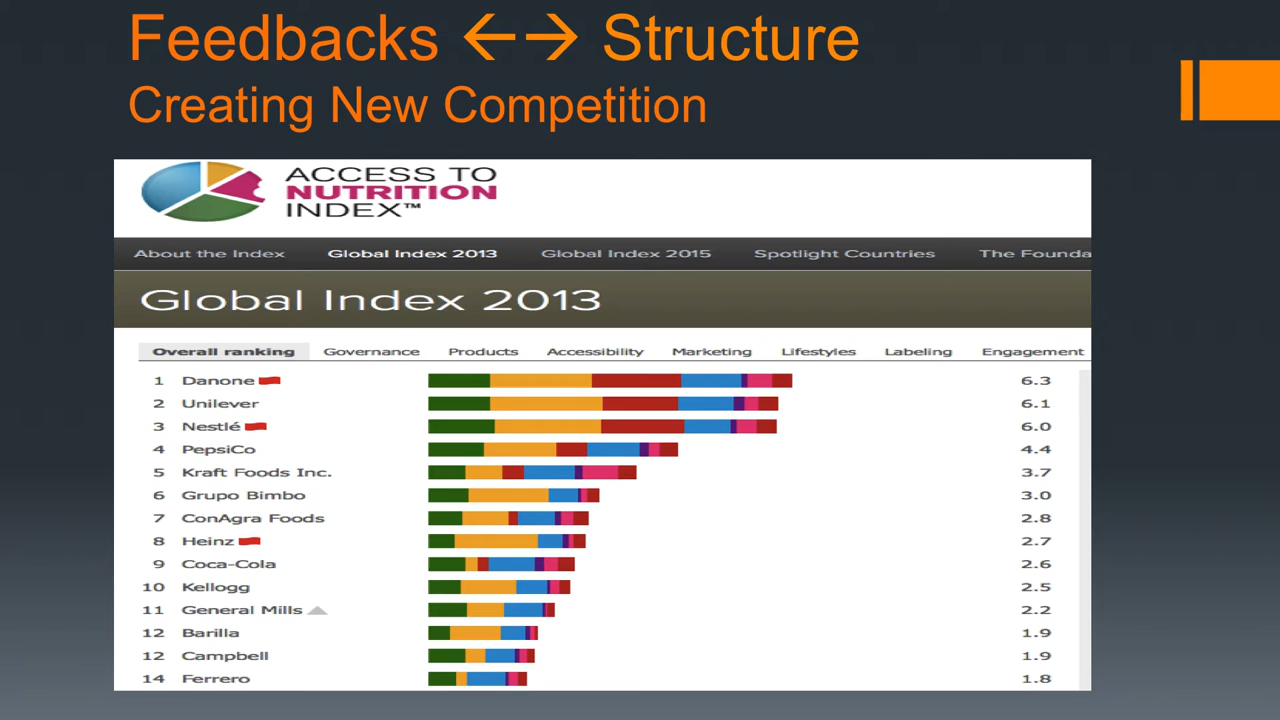 Feedbacks ←→ Structure
Creating New Competition
ACCESS TO
NUTRITION
INDEX™
About the Index Global Index 2013 Global Index 2015 Spotlight Countries The Founda
Global Index 2013
Overall ranking Governance Products Accessibility Marketing Lifestyles Labeling Engagement
1 Danone 6.3
2 Unilever 6.1
3 Nestlé 6.0
4 PepsiCo 4.4
5 Kraft Foods Inc. 3.7
6 Grupo Bimbo 3.0
7 ConAgra Foods 2.8
8 Heinz 2.7
9 Coca-Cola 2.6
10 Kellogg 2.5
11 General Mills 2.2
12 Barilla 1.9
12 Campbell 1.9
14 Ferrero 1.8